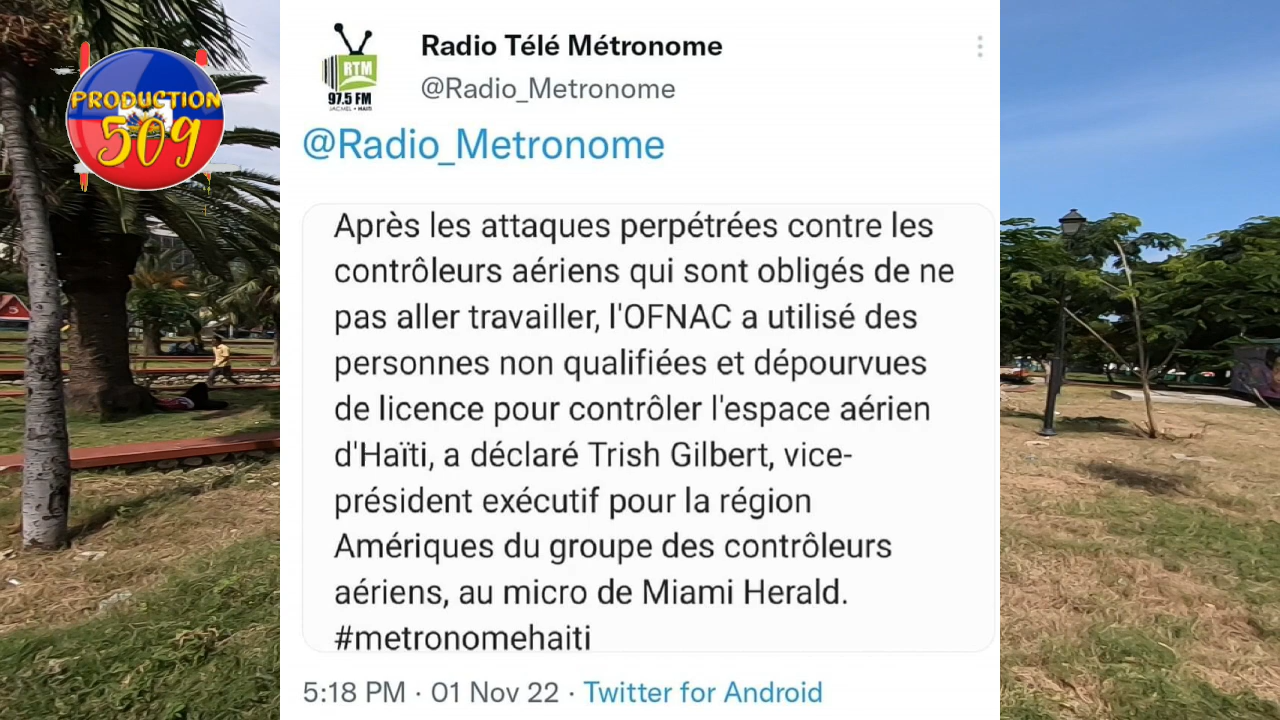 PRODUCTION
509
RTM
97.5 FM
JACMEL • HAITI
Radio Télé Métronome
@Radio_Metronome
@Radio_Metronome
Après les attaques perpétrées contre les
contrôleurs aériens qui sont obligés de ne
pas aller travailler, l'OFNAC a utilisé des
personnes non qualifiées et dépourvues
de licence pour contrôler l'espace aérien
d'Haïti, a déclaré Trish Gilbert, vice-
président exécutif pour la région
Amériques du groupe des contrôleurs
aériens, au micro de Miami Herald.
#metronomehaiti
5:18 PM · 01 Nov 22 · Twitter for Android